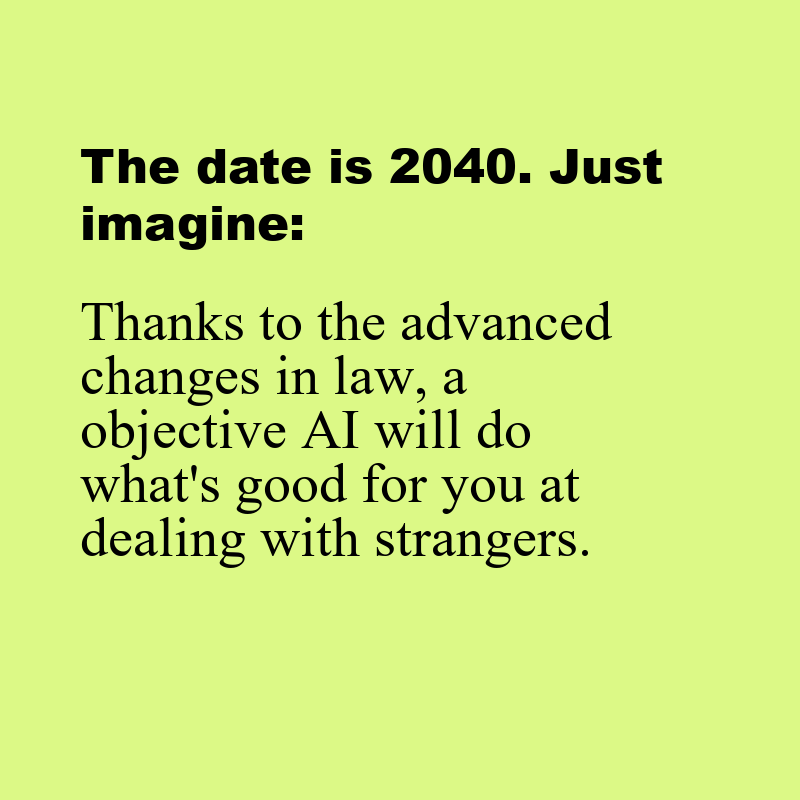 The date is 2040. Just
imagine:
Thanks to the advanced
changes in law, a
objective AI will do
what's good for you at
dealing with strangers.